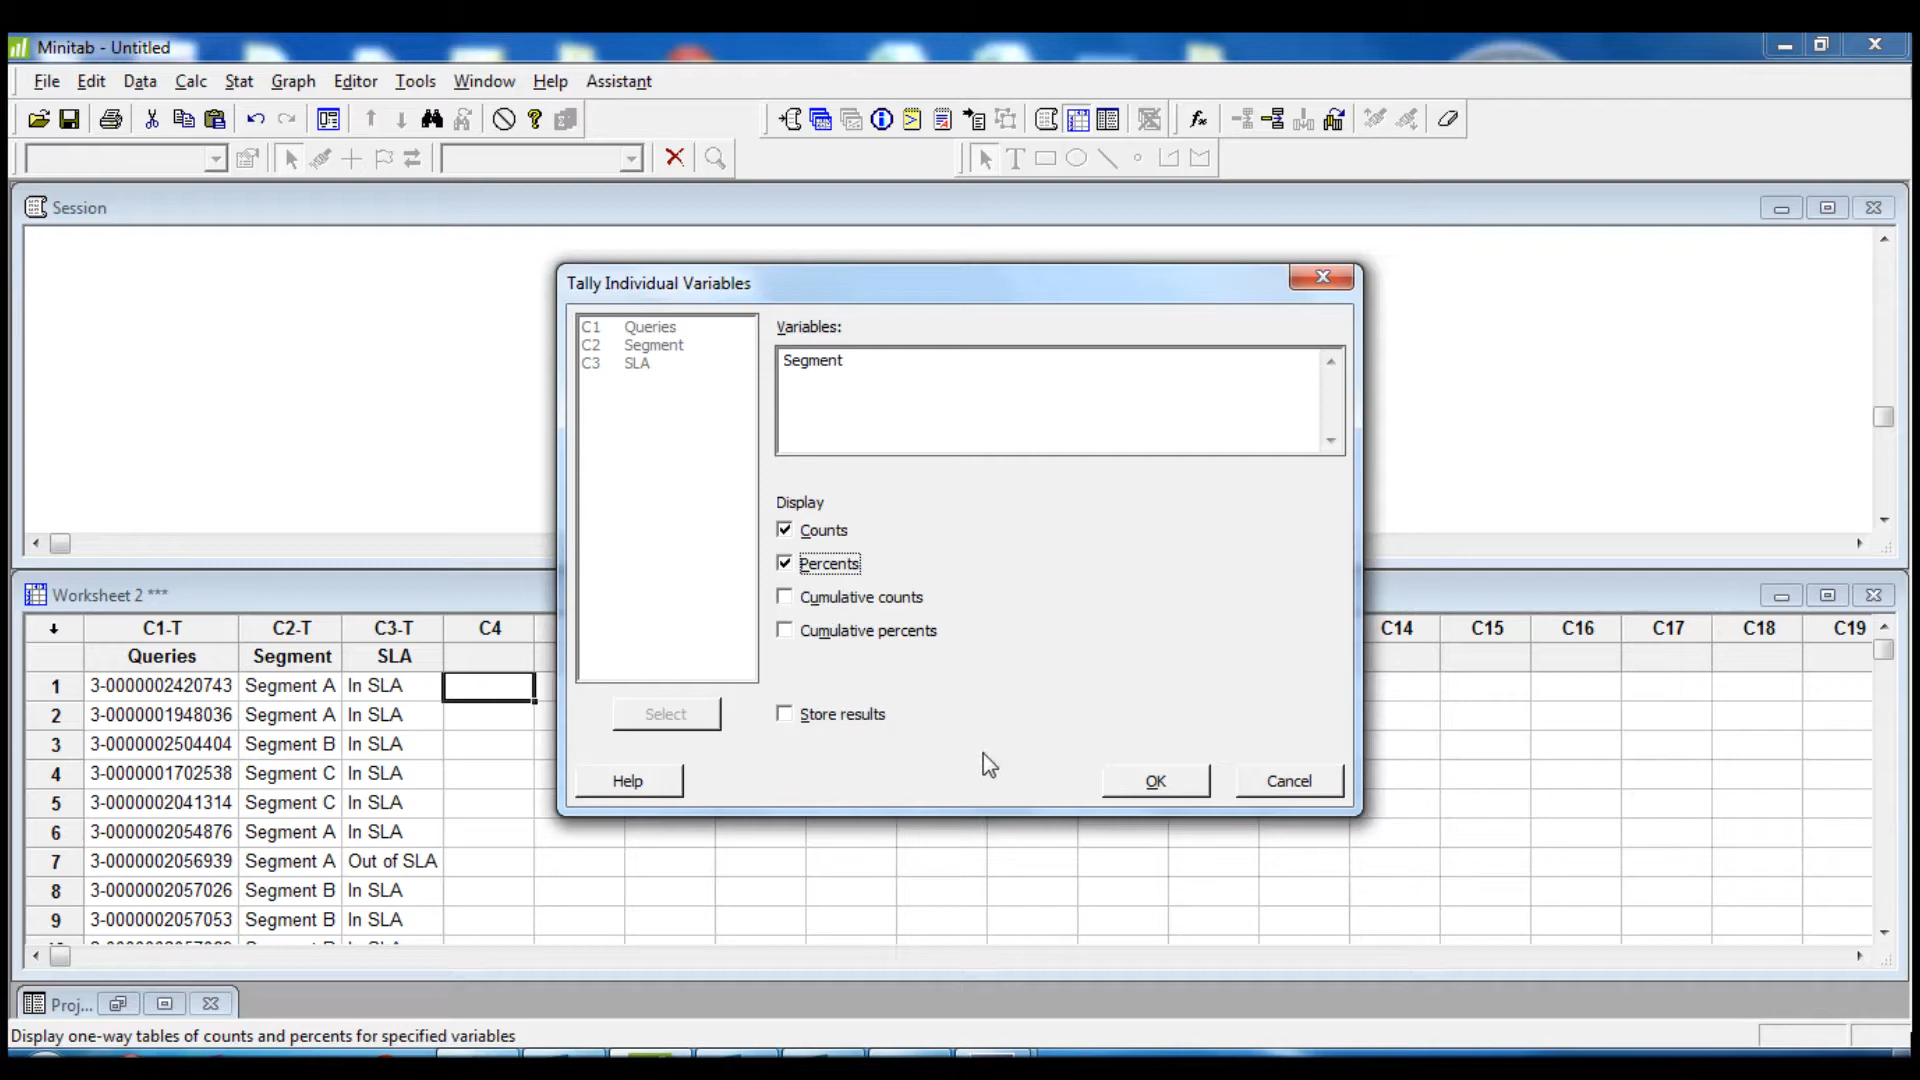 Minitab - Untitled
File Edit Data Calc Stat Graph Editor Tools Window Help Assistant
Session
Tally Individual Variables
C1 Queries
C2 Segment
C3 SLA
Variables:
Segment
Display
Counts
Percents
Cumulative counts
Cumulative percents
Select
Store results
Help
OK
Cancel
Worksheet 2 ***
C1-T C2-T C3-T C4 C14 C15 C16 C17 C18 C19
Queries Segment SLA
1 3-0000002420743 Segment A In SLA
2 3-0000001948036 Segment A In SLA
3 3-0000002504404 Segment B In SLA
4 3-0000001702538 Segment C In SLA
5 3-0000002041314 Segment C In SLA
6 3-0000002054876 Segment A In SLA
7 3-0000002056939 Segment A Out of SLA
8 3-0000002057026 Segment B In SLA
9 3-0000002057053 Segment B In SLA
Proj...
Display one-way tables of counts and percents for specified variables